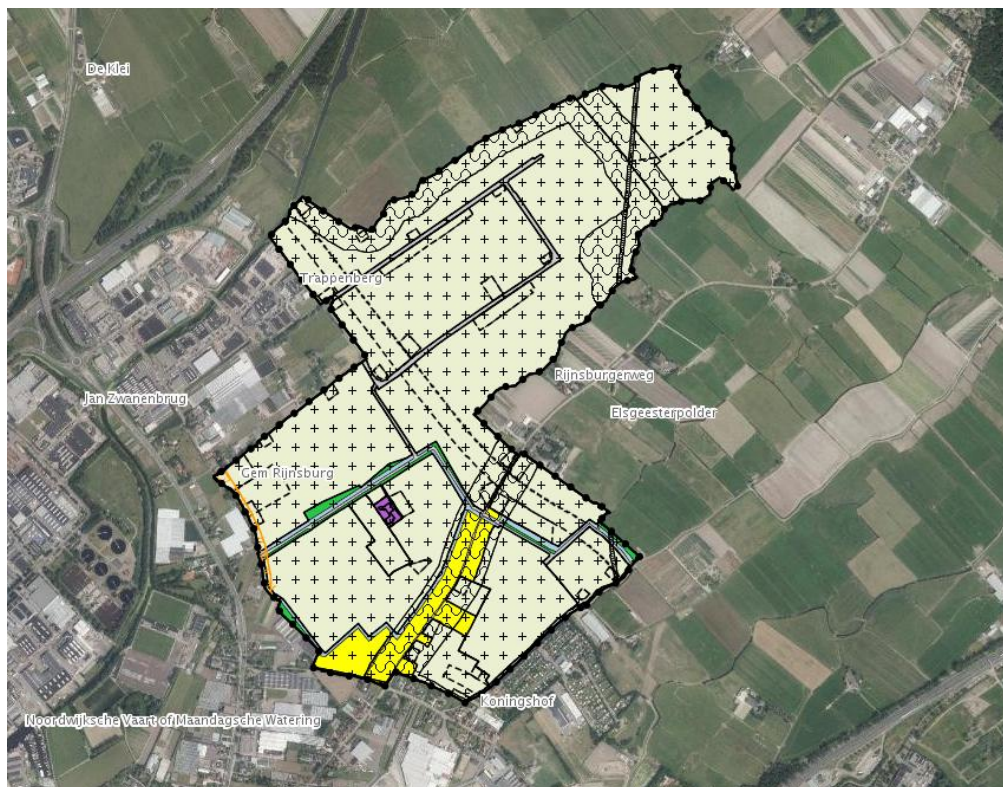 De Klei
Trappenberg
Rijnsburgerweg
Jan Zwanenbrug
Elsgeesterpolder
Gem Rijnsburg
Koningshof
Noordwijksche Vaart of Maandagsche Watering